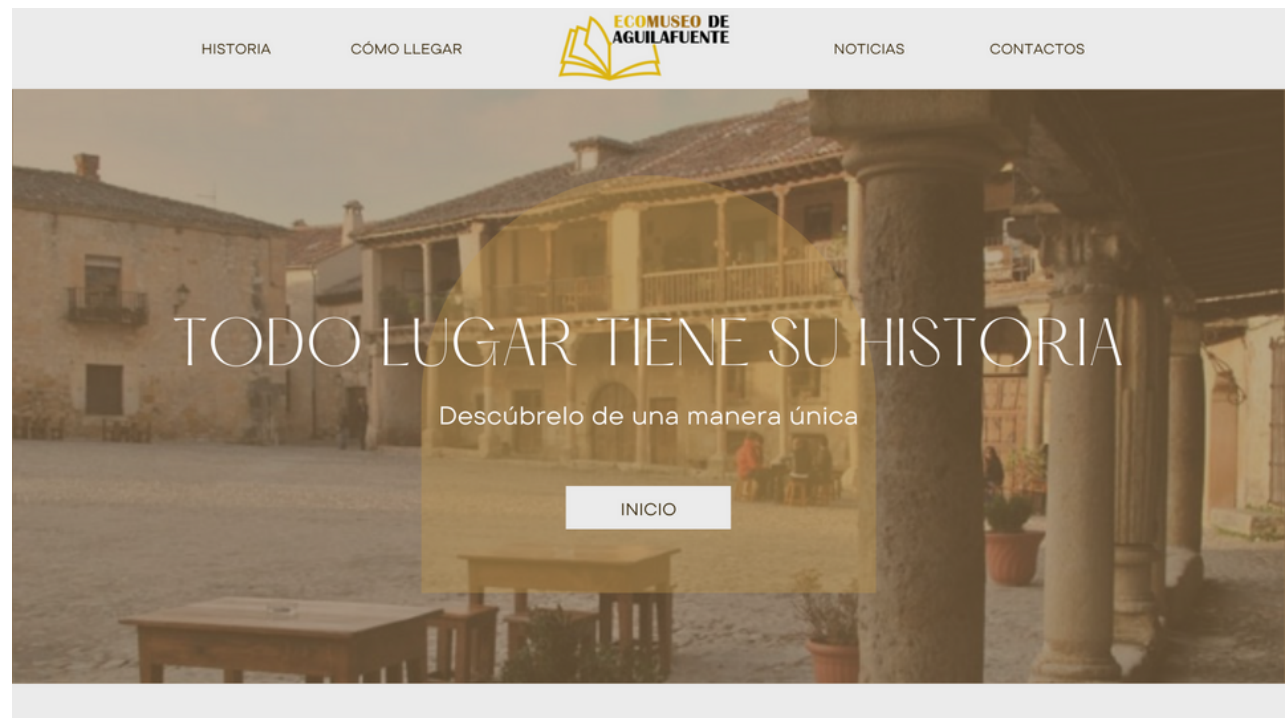 HISTORIA
CÓMO LLEGAR
ECOMUSEO DE
AGUILAFUENTE
NOTICIAS
CONTACTOS
TODO LUGAR TIENE SU HISTORIA
Descúbrelo de una manera única
INICIO